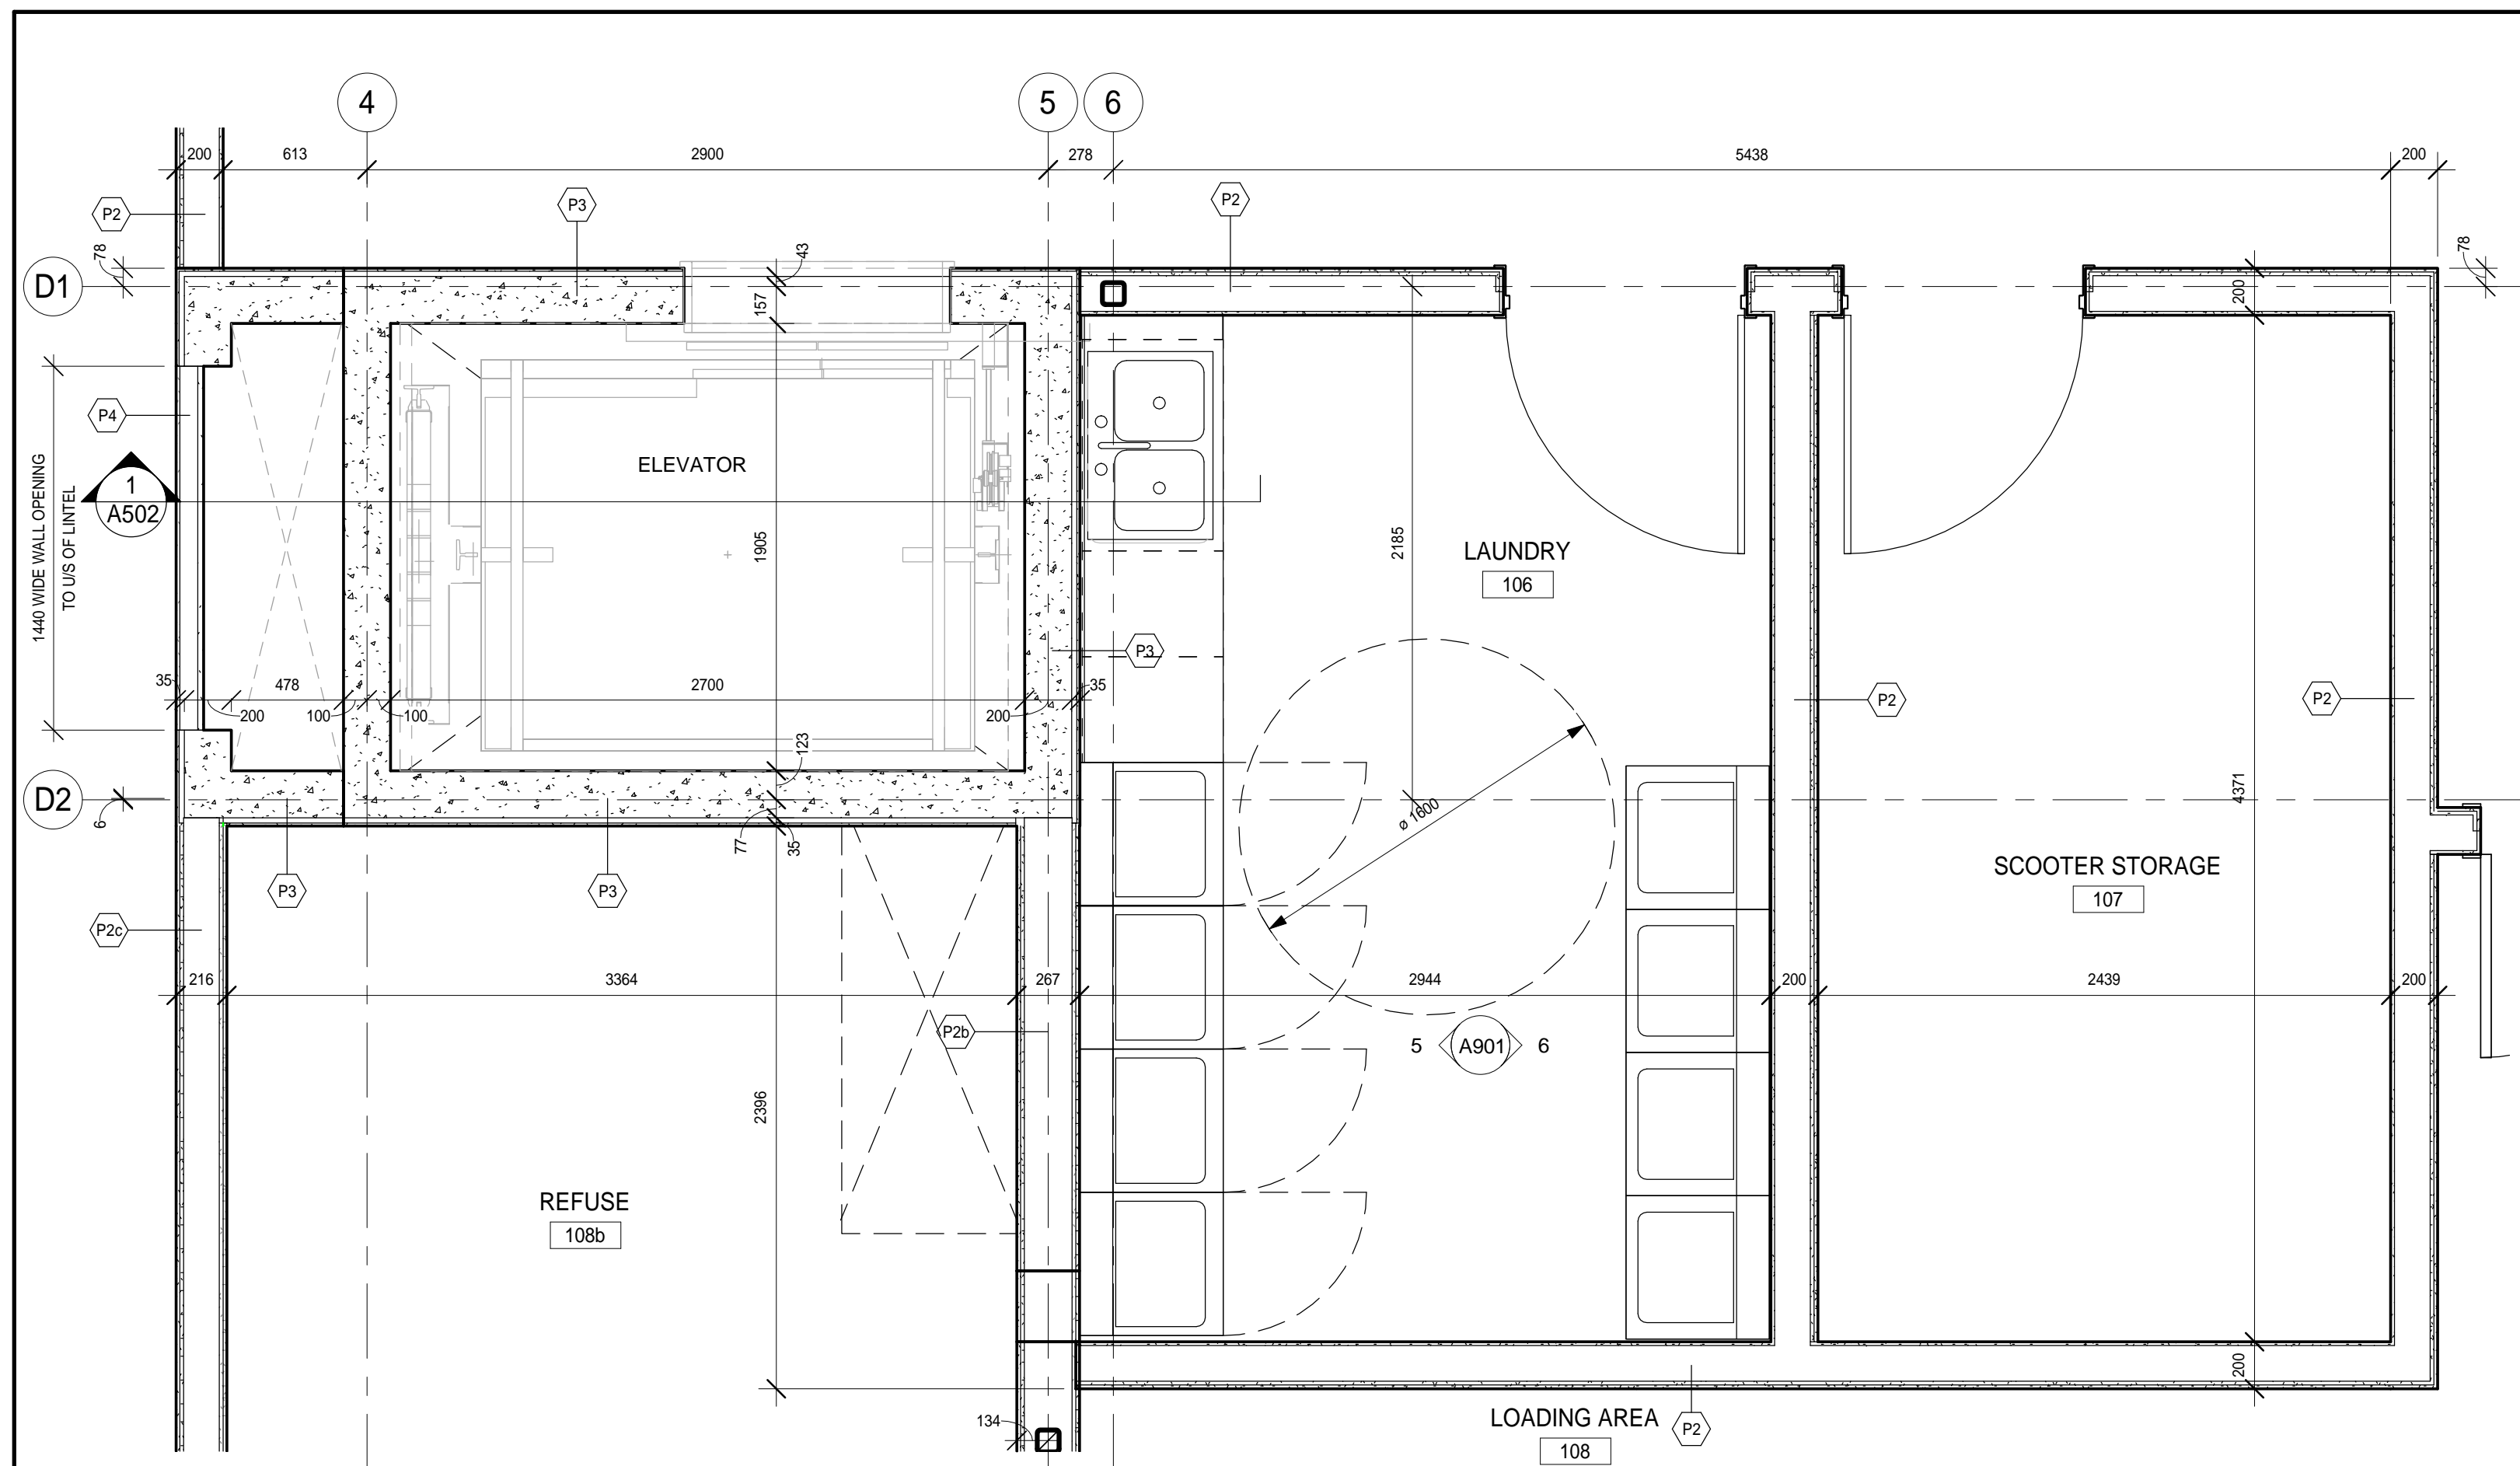 4
5
6
200
613
2900
278
5438
200
P2
P3
P2
78
43
78
D1
157
200
P4
1440 WIDE WALL OPENING
TO U/S OF LINTEL
1
A502
ELEVATOR
1905
2185
LAUNDRY
106
P3
35
478
2700
35
200
100
100
200
P2
P2
123
D2
6
77
35
ø 1600
4371
SCOOTER STORAGE
107
P3
P3
P2c
216
3364
267
2944
200
2439
200
P2b
5
A901
6
2396
REFUSE
108b
200
134
LOADING AREA
108
P2